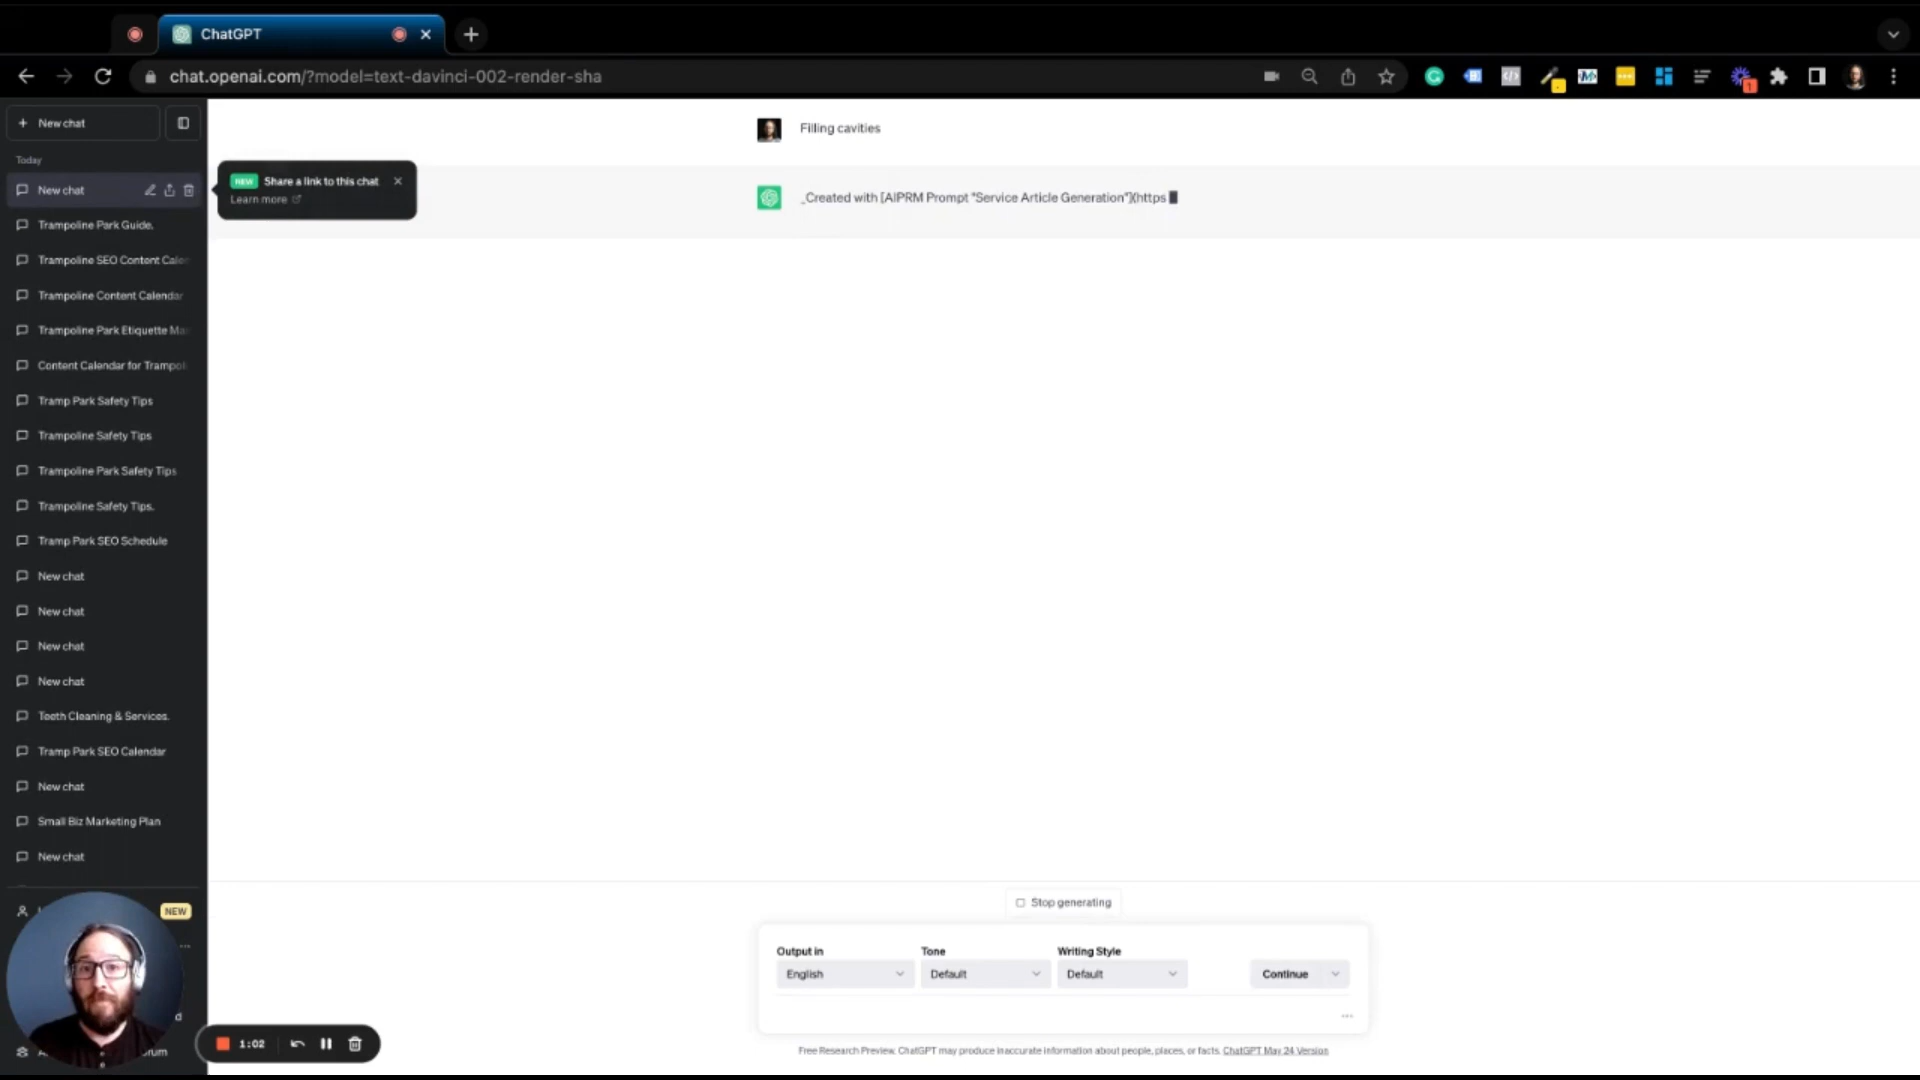 ChatGPT
chat.openai.com/?model=text-davinci-002-render-sha
1
+ New chat
Today
New chat
Trampoline Park Guide.
Trampoline SEO Content Calen
Trampoline Content Calendar
Trampoline Park Etiquette Ma
Content Calendar for Trampol
Tramp Park Safety Tips
Trampoline Safety Tips
Trampoline Park Safety Tips
Trampoline Safety Tips.
Tramp Park SEO Schedule
New chat
New chat
New chat
New chat
Teeth Cleaning & Services.
Tramp Park SEO Calendar
New chat
Small Biz Marketing Plan
New chat
NEW
NEW Share a link to this chat
Learn more
Filling cavities
_Created with [AIPRM Prompt "Service Article Generation"](https
Stop generating
Output in
Tone
Writing Style
English
Default
Default
Continue
1:02
Free Research Preview. ChatGPT may produce inaccurate information about people, places, or facts. ChatGPT May 24 Version